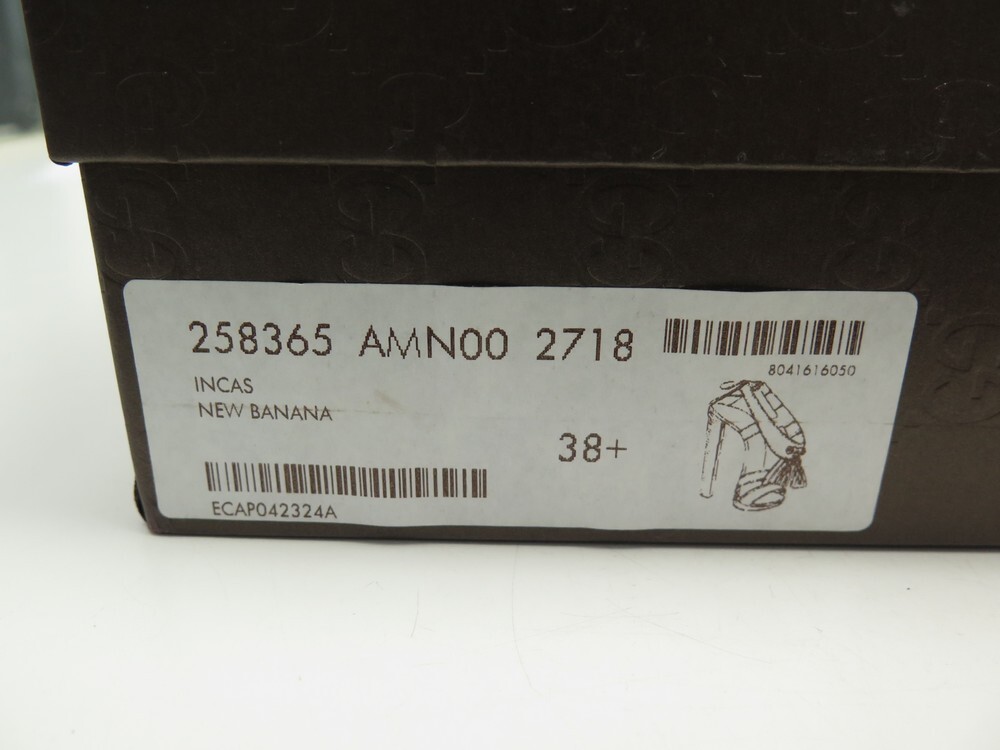 258365 AMN00 2718
8041616050
INCAS
NEW BANANA
38+
ECAP042324A